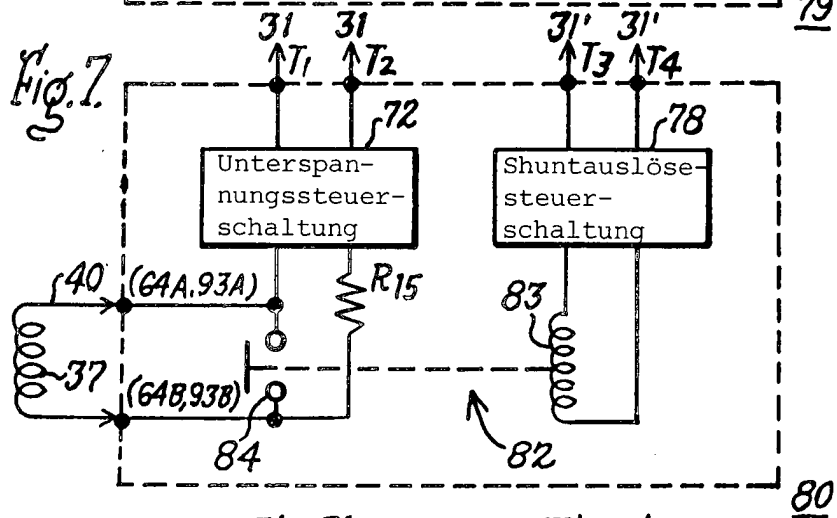 79
31 31 31' 31'
T1 T2 T3 T4
Fig. 7.
72 78
Unterspan-
nungssteuer-
schaltung
Shuntauslöse-
steuer-
schaltung
40 (64A.93A) R15 83
37
(64B,93B)
84 82
80